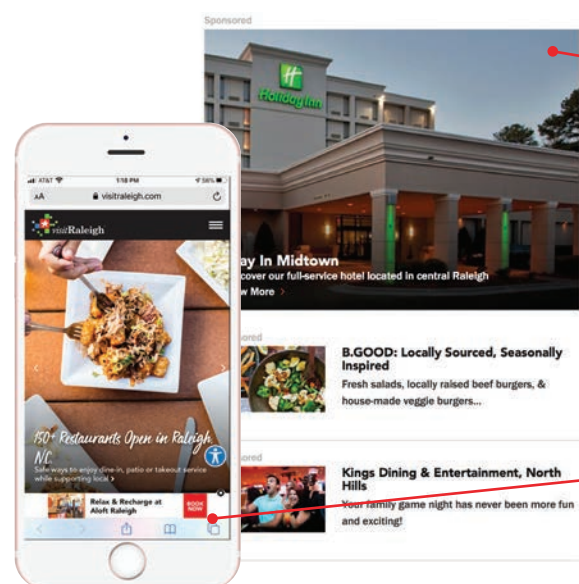 Sponsored
Holiday Inn
ay In Midtown
cover our full-service hotel located in central Raleigh
w More >
AT&T 1:18 PM 58%
AA visitraleigh.com
visitRaleigh
150+ Restaurants Open in Raleigh,
N.C.
Safe ways to enjoy dine-in, patio or takeout service
while supporting local >
Relax & Recharge at
Aloft Raleigh
BOOK
NOW
ored
B.GOOD: Locally Sourced, Seasonally
Inspired
Fresh salads, locally raised beef burgers, &
house-made veggie burgers...
ored
Kings Dining & Entertainment, North
Hills
Your family game night has never been more fun
and exciting!